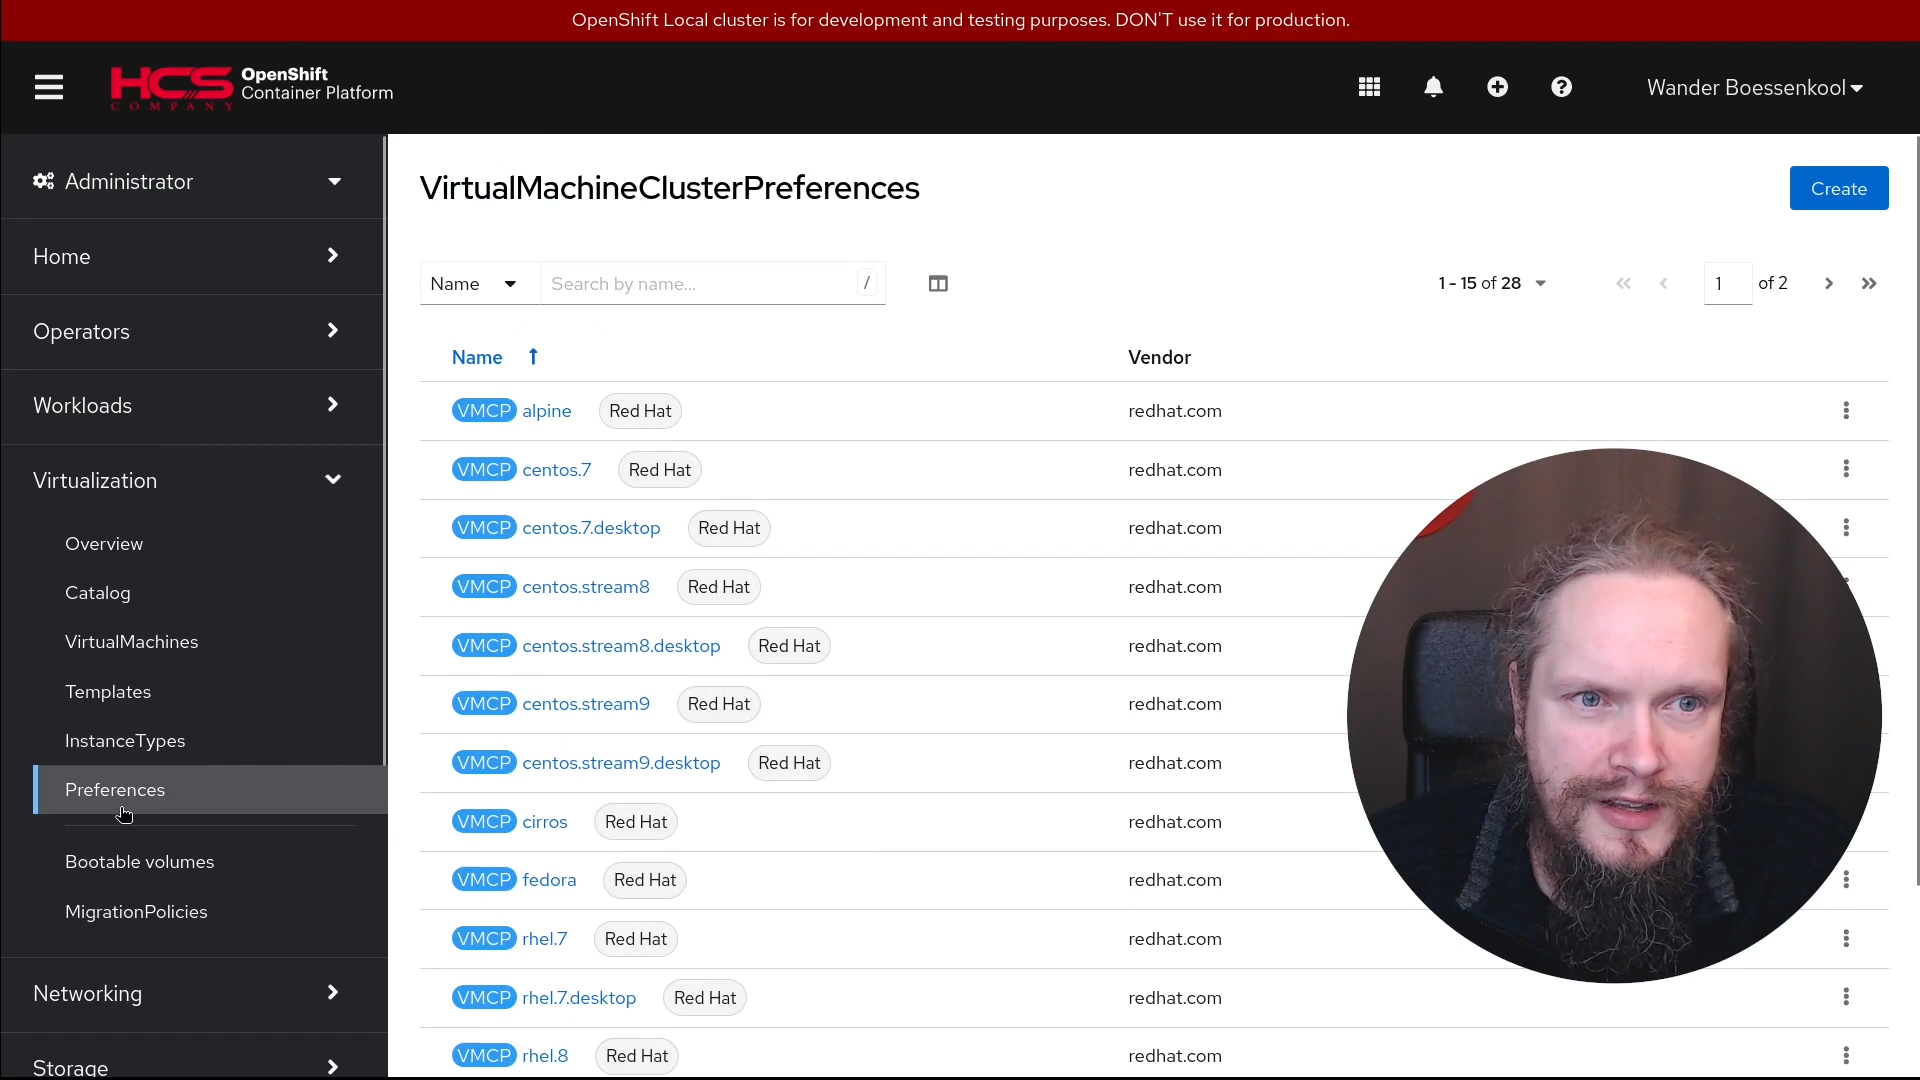 OpenShift Local cluster is for development and testing purposes. DON'T use it for production.
HCS
COMPANY
OpenShift
Container Platform
Wander Boessenkool
Administrator
Home
Operators
Workloads
Virtualization
Overview
Catalog
VirtualMachines
Templates
InstanceTypes
Preferences
Bootable volumes
MigrationPolicies
Networking
Storage
VirtualMachineClusterPreferences
Create
Name Search by name... /
1 - 15 of 28
1 of 2
Name Vendor
VMCP alpine Red Hat redhat.com
VMCP centos.7 Red Hat redhat.com
VMCP centos.7.desktop Red Hat redhat.com
VMCP centos.stream8 Red Hat redhat.com
VMCP centos.stream8.desktop Red Hat redhat.com
VMCP centos.stream9 Red Hat redhat.com
VMCP centos.stream9.desktop Red Hat redhat.com
VMCP cirros Red Hat redhat.com
VMCP fedora Red Hat redhat.com
VMCP rhel.7 Red Hat redhat.com
VMCP rhel.7.desktop Red Hat redhat.com
VMCP rhel.8 Red Hat redhat.com